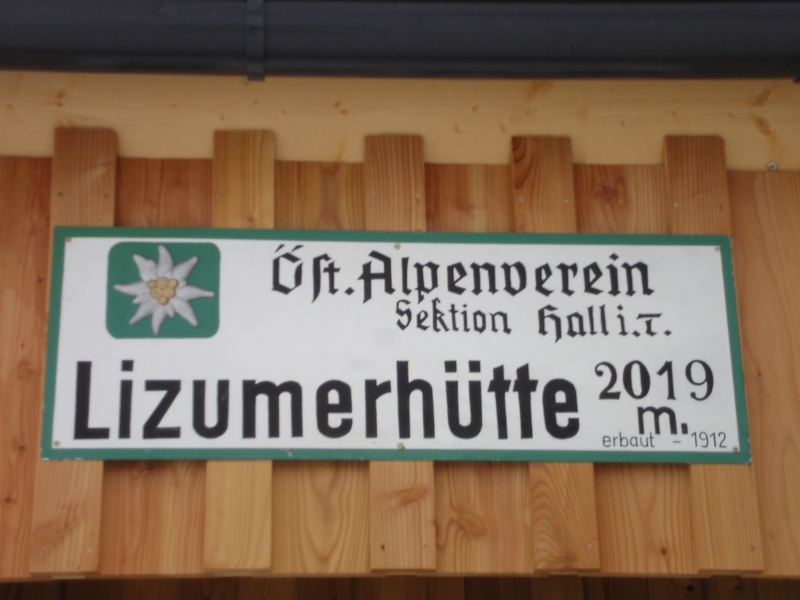 Öst. Alpenverein
Sektion Hall i. T.
Lizumerhütte 2019 m.
erbaut - 1912